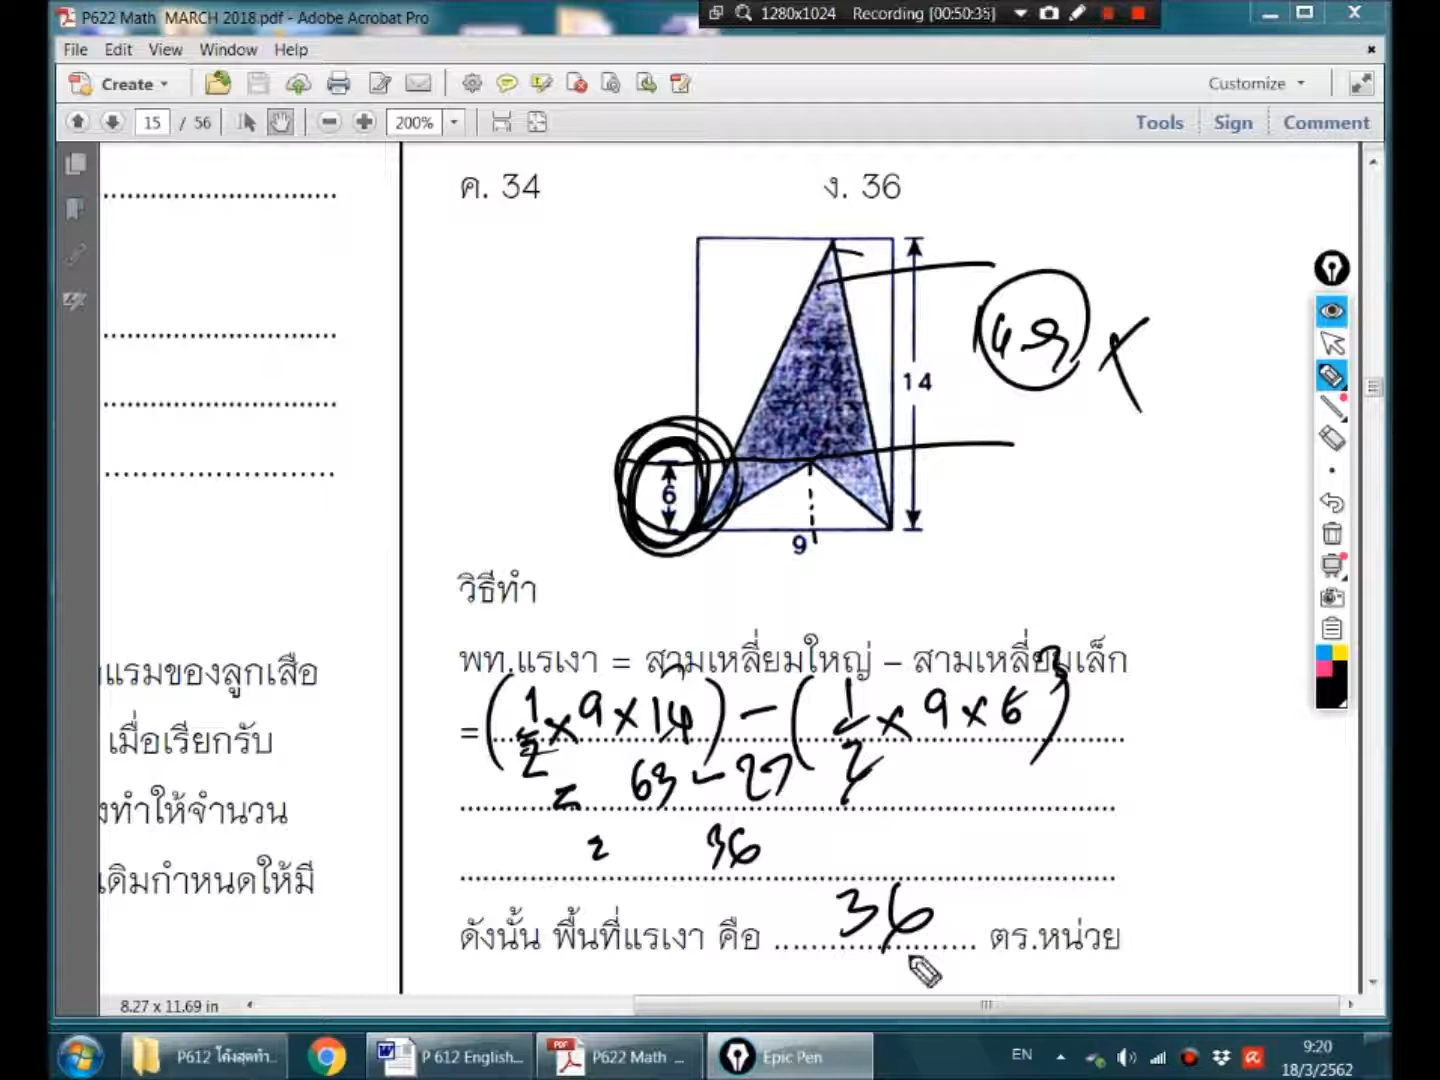 P622 Math MARCH 2018.pdf - Adobe Acrobat Pro
1280x1024 Recording [00:50:35]
File Edit View Window Help
Create Customize
15 / 56 200% Tools Sign Comment
ค. 34 ง. 36
14
6
9
วิธีทำ
พท.แรเงา = สามเหลี่ยมใหญ่ – สามเหลี่ยมเล็ก
= (1/2 × 9 × 14) – (1/2 × 9 × 6) 3
= 63 – 27
= 36
ดังนั้น พื้นที่แรเงา คือ 36 ตร.หน่วย
แรมของลูกเสือ
เมื่อเรียกรับ
งทำให้จำนวน
เดิมกำหนดให้มี
8.27 x 11.69 in
P612 โค้งสุดท้า... P 612 English... P622 Math ... Epic Pen EN 9:20
18/3/2562